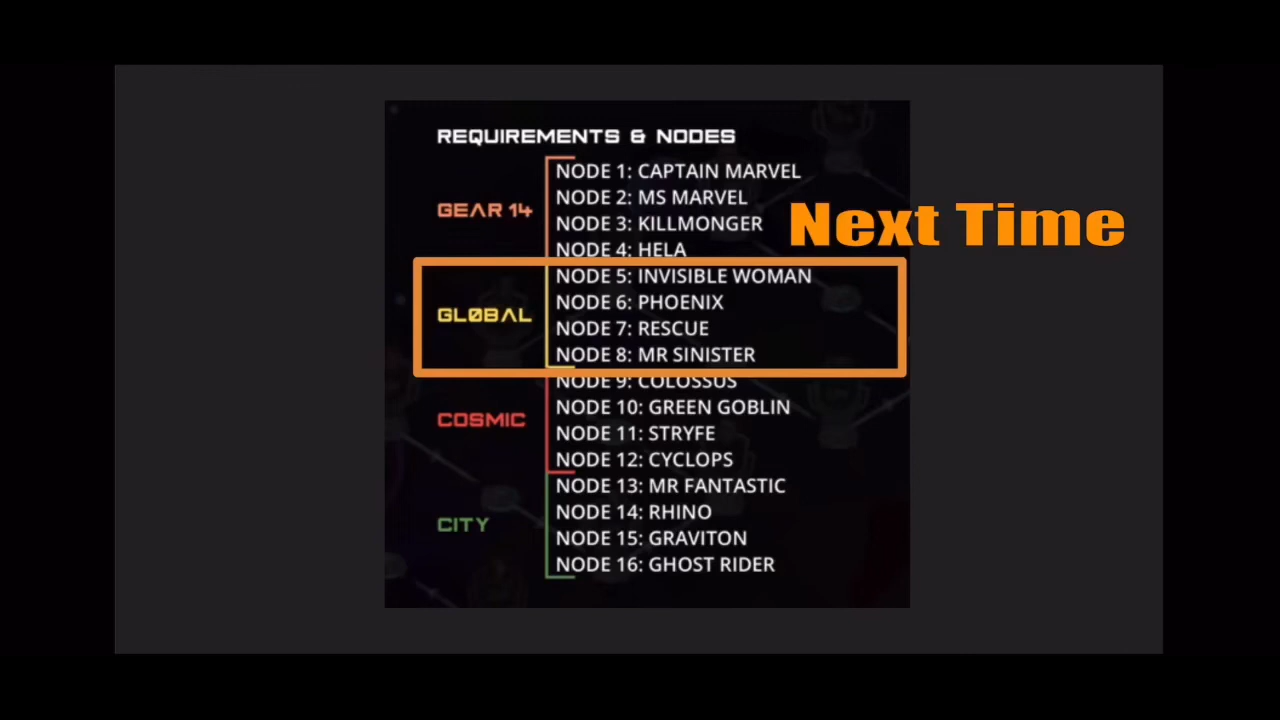 REQUIREMENTS & NODES
GEAR 14
NODE 1: CAPTAIN MARVEL
NODE 2: MS MARVEL
NODE 3: KILLMONGER
NODE 4: HELA
Next Time
GLOBAL
NODE 5: INVISIBLE WOMAN
NODE 6: PHOENIX
NODE 7: RESCUE
NODE 8: MR SINISTER
COSMIC
NODE 9: COLOSSUS
NODE 10: GREEN GOBLIN
NODE 11: STRYFE
NODE 12: CYCLOPS
CITY
NODE 13: MR FANTASTIC
NODE 14: RHINO
NODE 15: GRAVITON
NODE 16: GHOST RIDER